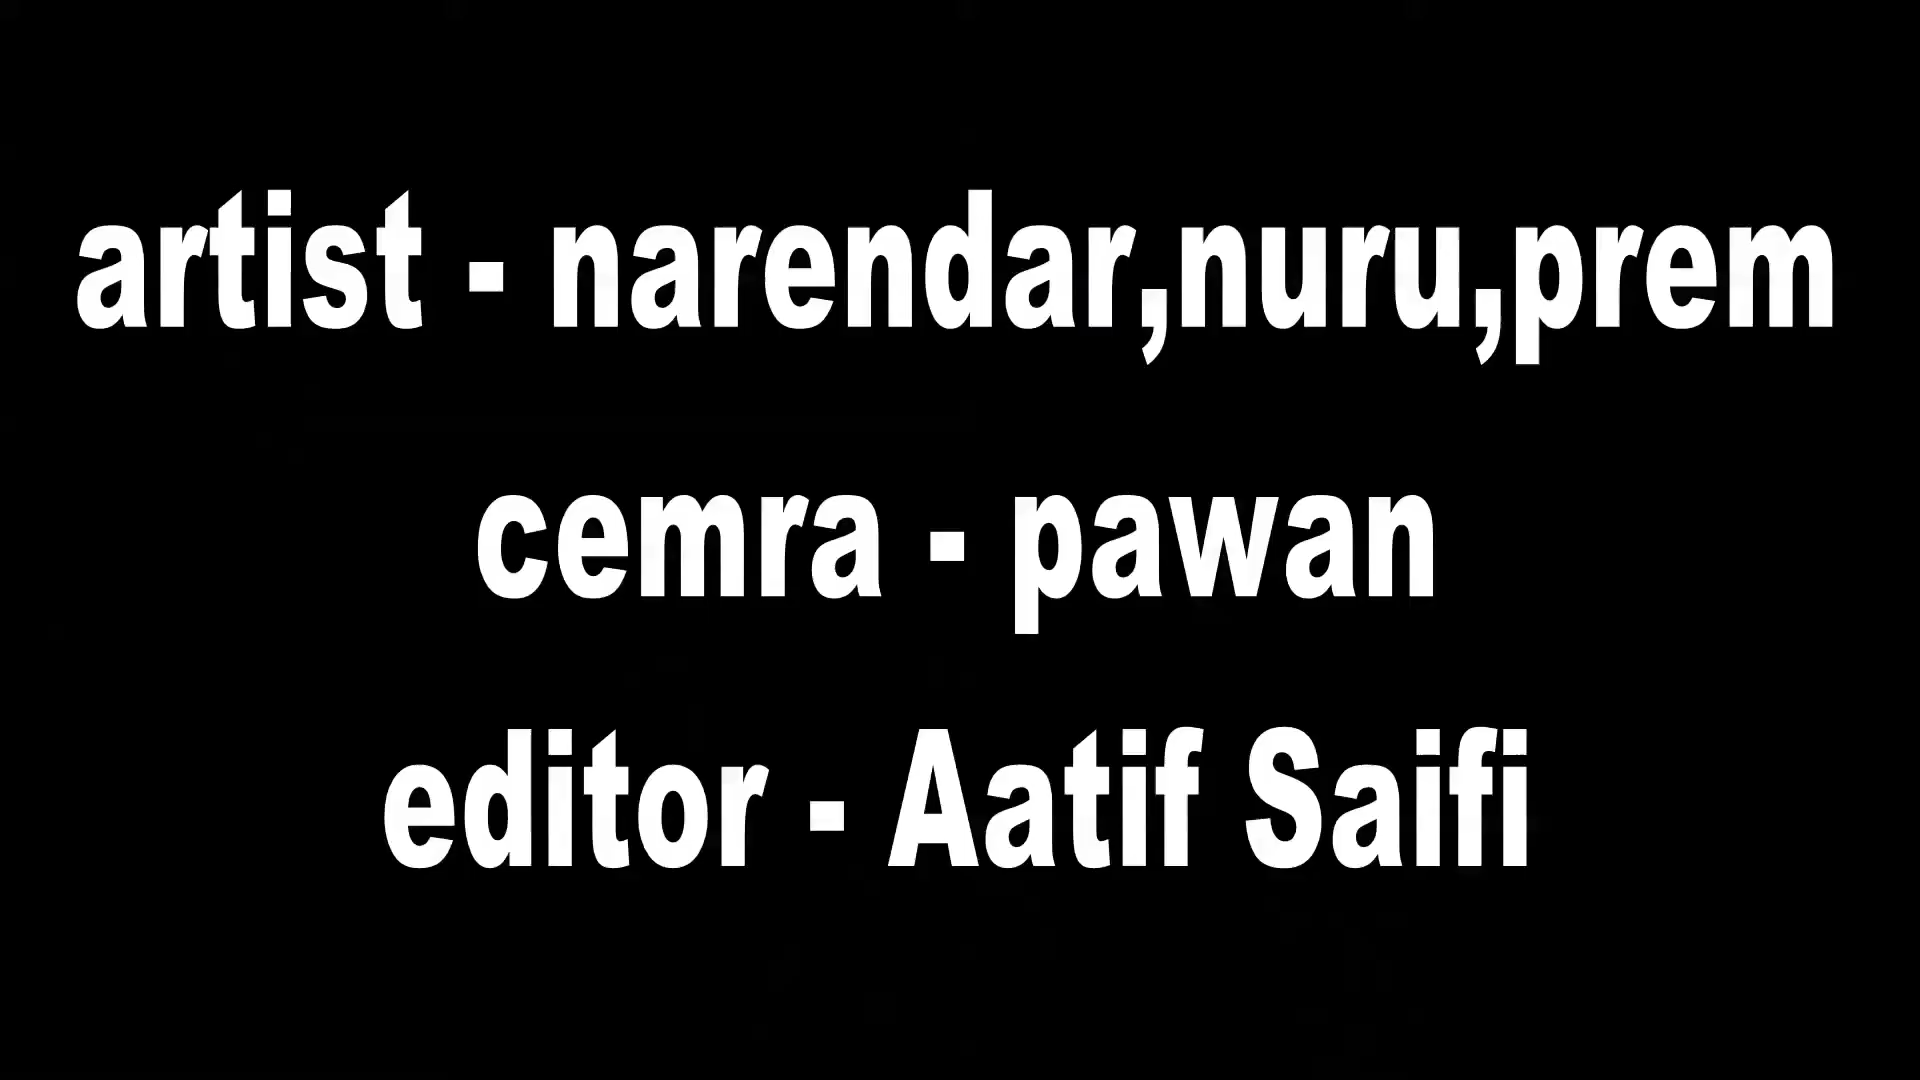 artist - narendar,nuru,prem
cemra - pawan
editor - Aatif Saifi